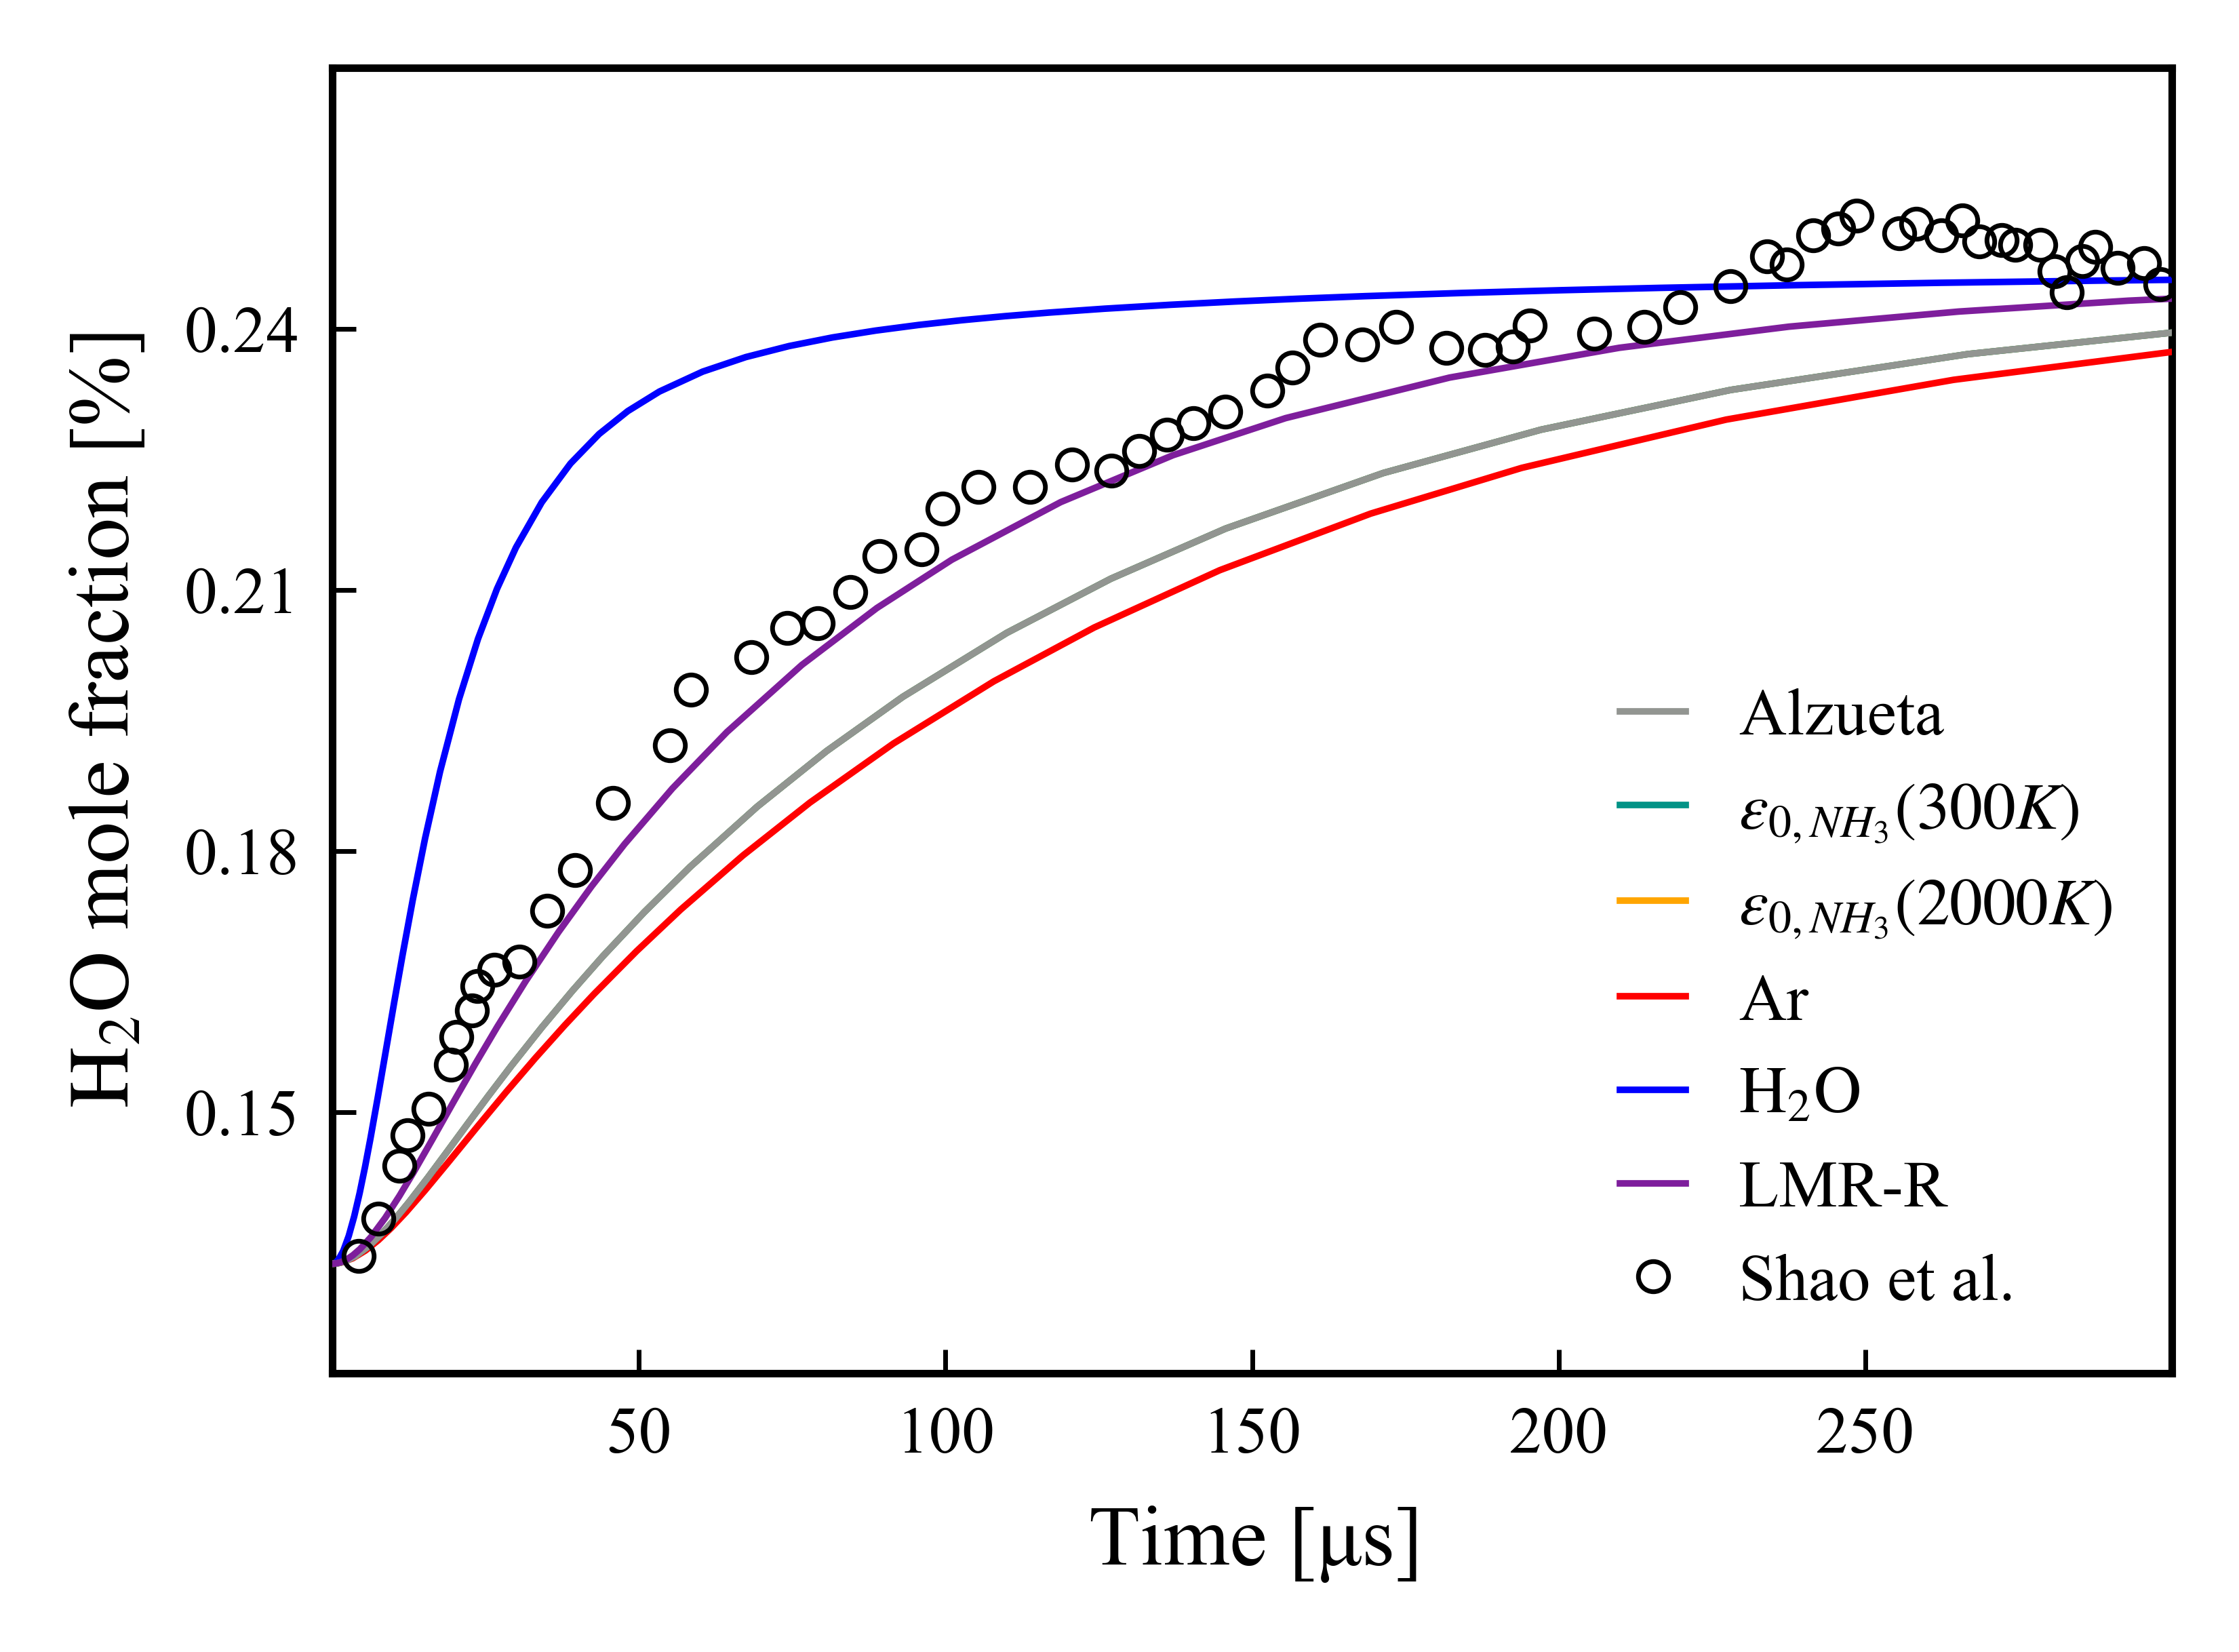 H₂O mole fraction [%]
0.24
0.21
0.18
0.15
Alzueta
ε₀,NH₃(300K)
ε₀,NH₃(2000K)
Ar
H₂O
LMR-R
Shao et al.
50 100 150 200 250
Time [μs]